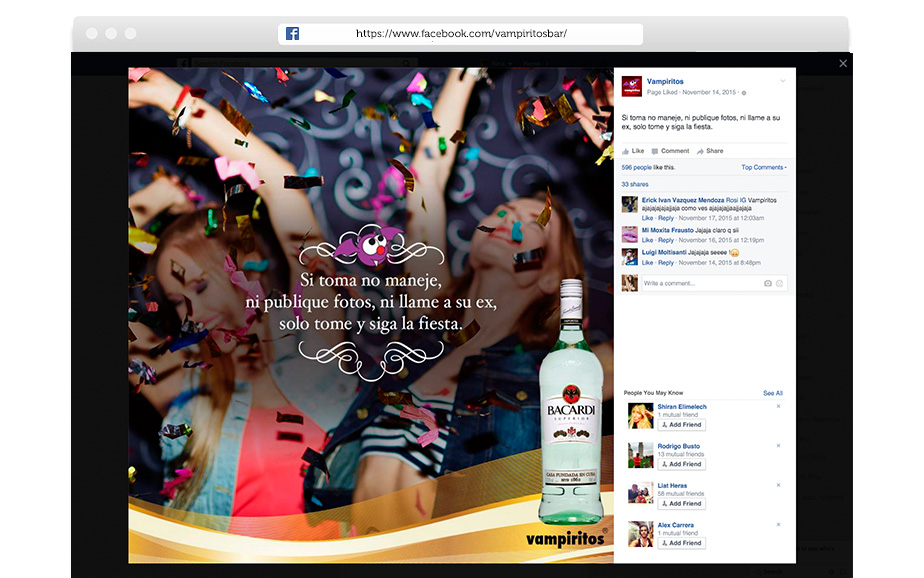 https://www.facebook.com/vampiritosbar/
Vampiritos
Page Liked · November 14, 2015 ·
Si toma no maneje, ni publique fotos, ni llame a su
ex, solo tome y siga la fiesta.
Like Comment Share
596 people like this. Top Comments
33 shares
Erick Ivan Vazquez Mendoza Rosi IG Vampiritos
ajajajajajajjaja como ves ajajajajjaajjajaja
Like · Reply · November 17, 2015 at 12:03am
Mi Moxita Frausto Jajaja claro q sii
Like · Reply · November 16, 2015 at 12:19pm
Luigi Moltisanti Jajajaja seeee !
Like · Reply · November 14, 2015 at 8:48pm
Write a comment...
People You May Know See All
Shiran Elimelech
1 mutual friend
Add Friend
Rodrigo Busto
13 mutual friends
Add Friend
Liat Heras
58 mutual friends
Add Friend
Alex Carrera
1 mutual friend
Add Friend
Si toma no maneje,
ni publique fotos, ni llame a su ex,
solo tome y siga la fiesta.
BACARDI
SUPERIOR
CASA FUNDADA EN CUBA
1862
vampiritos®